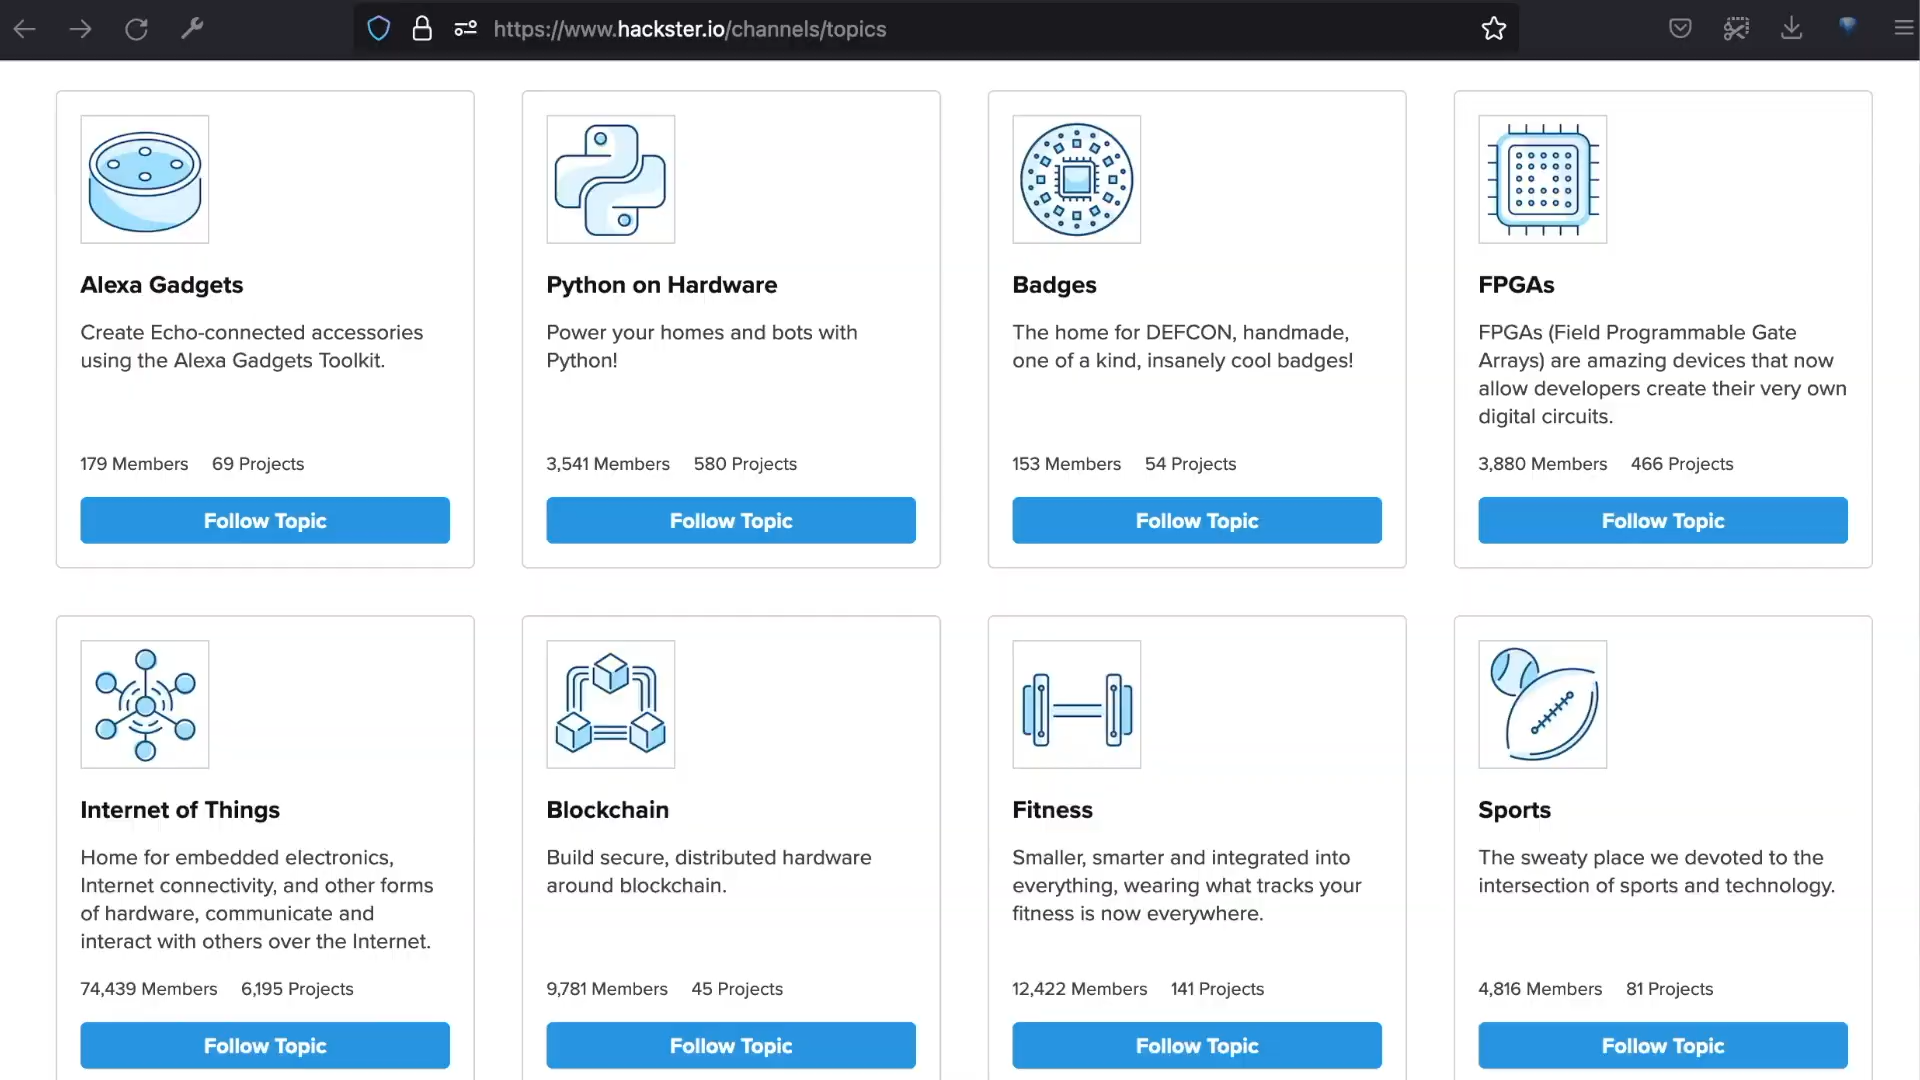 https://www.hackster.io/channels/topics
Alexa Gadgets
Create Echo-connected accessories
using the Alexa Gadgets Toolkit.
179 Members 69 Projects
Follow Topic
Python on Hardware
Power your homes and bots with
Python!
3,541 Members 580 Projects
Follow Topic
Badges
The home for DEFCON, handmade,
one of a kind, insanely cool badges!
153 Members 54 Projects
Follow Topic
FPGAs
FPGAs (Field Programmable Gate
Arrays) are amazing devices that now
allow developers create their very own
digital circuits.
3,880 Members 466 Projects
Follow Topic
Internet of Things
Home for embedded electronics,
Internet connectivity, and other forms
of hardware, communicate and
interact with others over the Internet.
74,439 Members 6,195 Projects
Follow Topic
Blockchain
Build secure, distributed hardware
around blockchain.
9,781 Members 45 Projects
Follow Topic
Fitness
Smaller, smarter and integrated into
everything, wearing what tracks your
fitness is now everywhere.
12,422 Members 141 Projects
Follow Topic
Sports
The sweaty place we devoted to the
intersection of sports and technology.
4,816 Members 81 Projects
Follow Topic